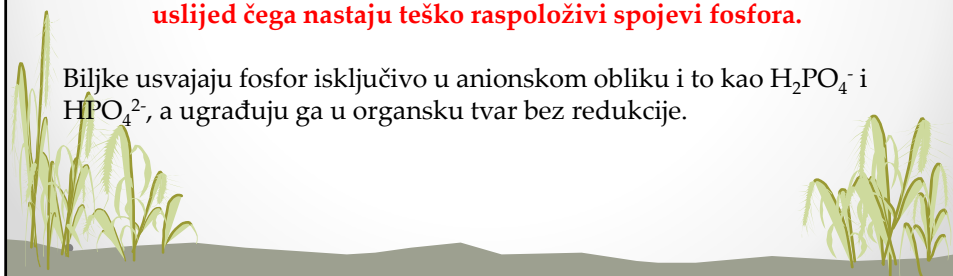 uslijed čega nastaju teško raspoloživi spojevi fosfora.
Biljke usvajaju fosfor isključivo u anionskom obliku i to kao H₂PO₄⁻ i
HPO₄²⁻, a ugrađuju ga u organsku tvar bez redukcije.